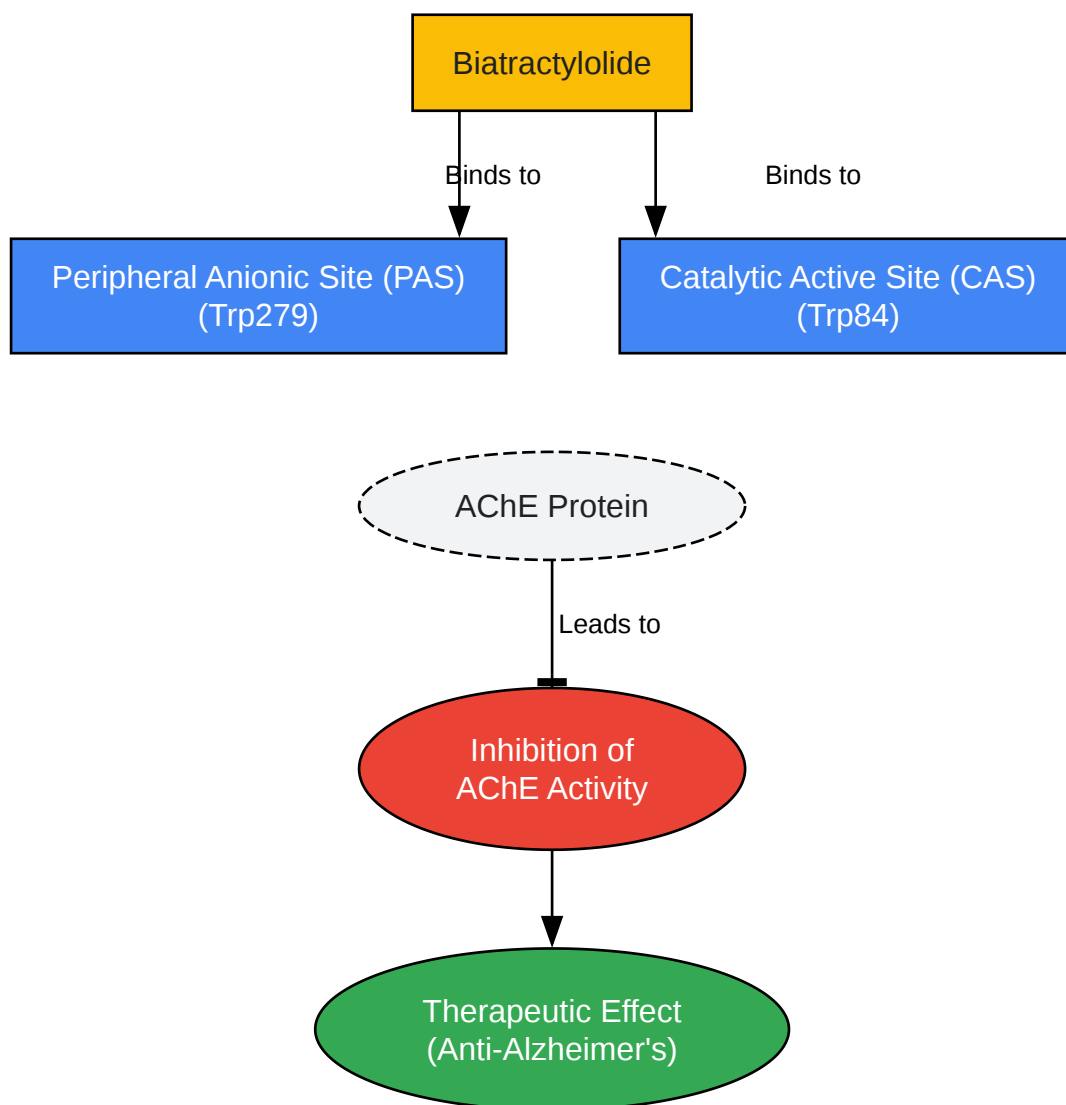 Biatractylolide
Binds to
Binds to
Peripheral Anionic Site (PAS)
(Trp279)
Catalytic Active Site (CAS)
(Trp84)
AChE Protein
Leads to
Inhibition of
AChE Activity
Therapeutic Effect
(Anti-Alzheimer's)